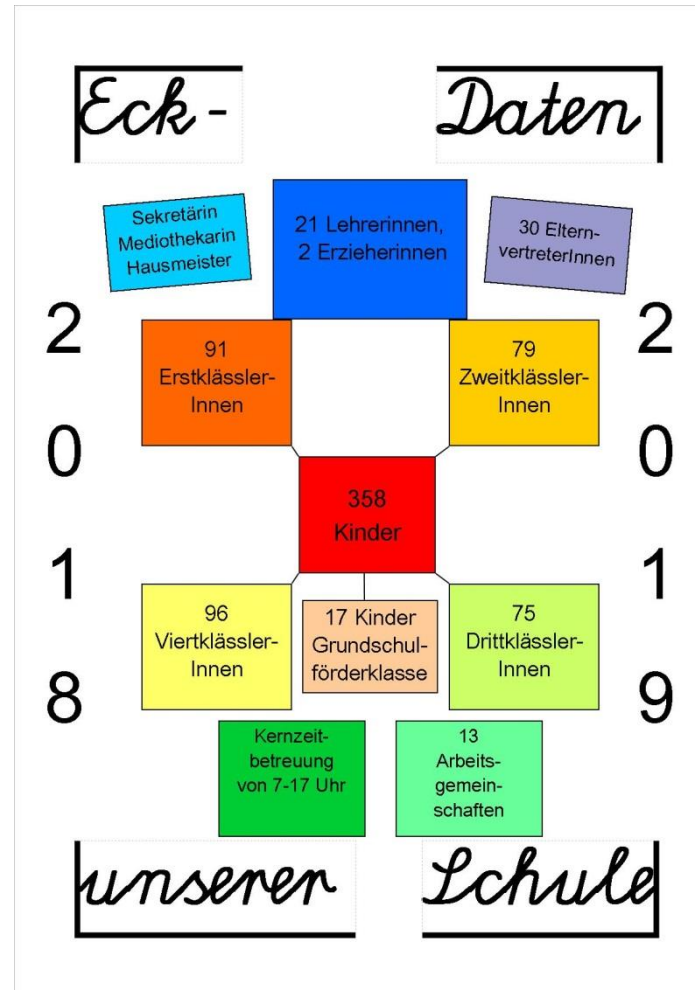 Eck- Daten
Sekretärin
Mediothekarin
Hausmeister
21 Lehrerinnen,
2 Erzieherinnen
30 Eltern-
vertreterInnen
2
0
1
8
2
0
1
9
91
Erstklässler-
Innen
79
Zweitklässler-
Innen
358
Kinder
96
Viertklässler-
Innen
17 Kinder
Grundschul-
förderklasse
75
Drittklässler-
Innen
Kernzeit-
betreuung
von 7-17 Uhr
13
Arbeits-
gemein-
schaften
unserer Schule